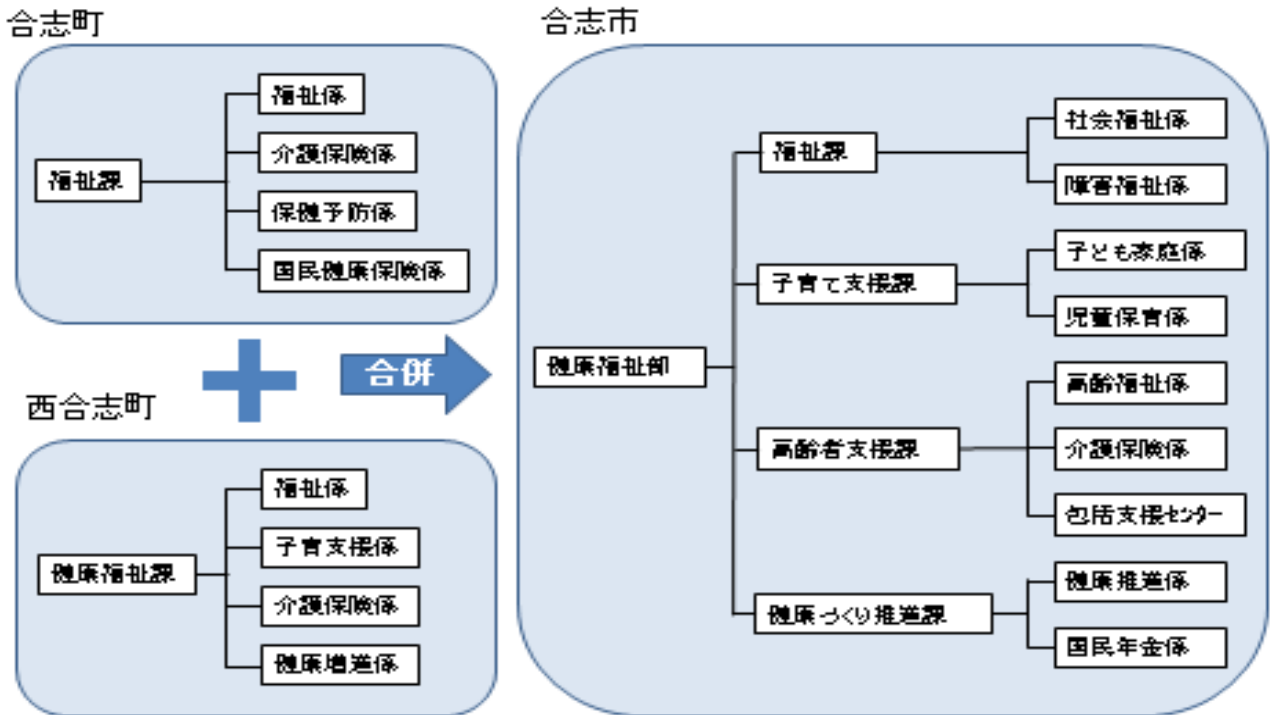 合志町
福祉課
福祉係
介護保険係
保健予防係
国民健康保険係
合併
西合志町
健康福祉課
福祉係
子育支援係
介護保険係
健康増進係
合志市
健康福祉部
福祉課
社会福祉係
障害福祉係
子育て支援課
子ども家庭係
児童保育係
高齢者支援課
高齢福祉係
介護保険係
包括支援ｾﾝﾀｰ
健康づくり推進課
健康推進係
国民年金係